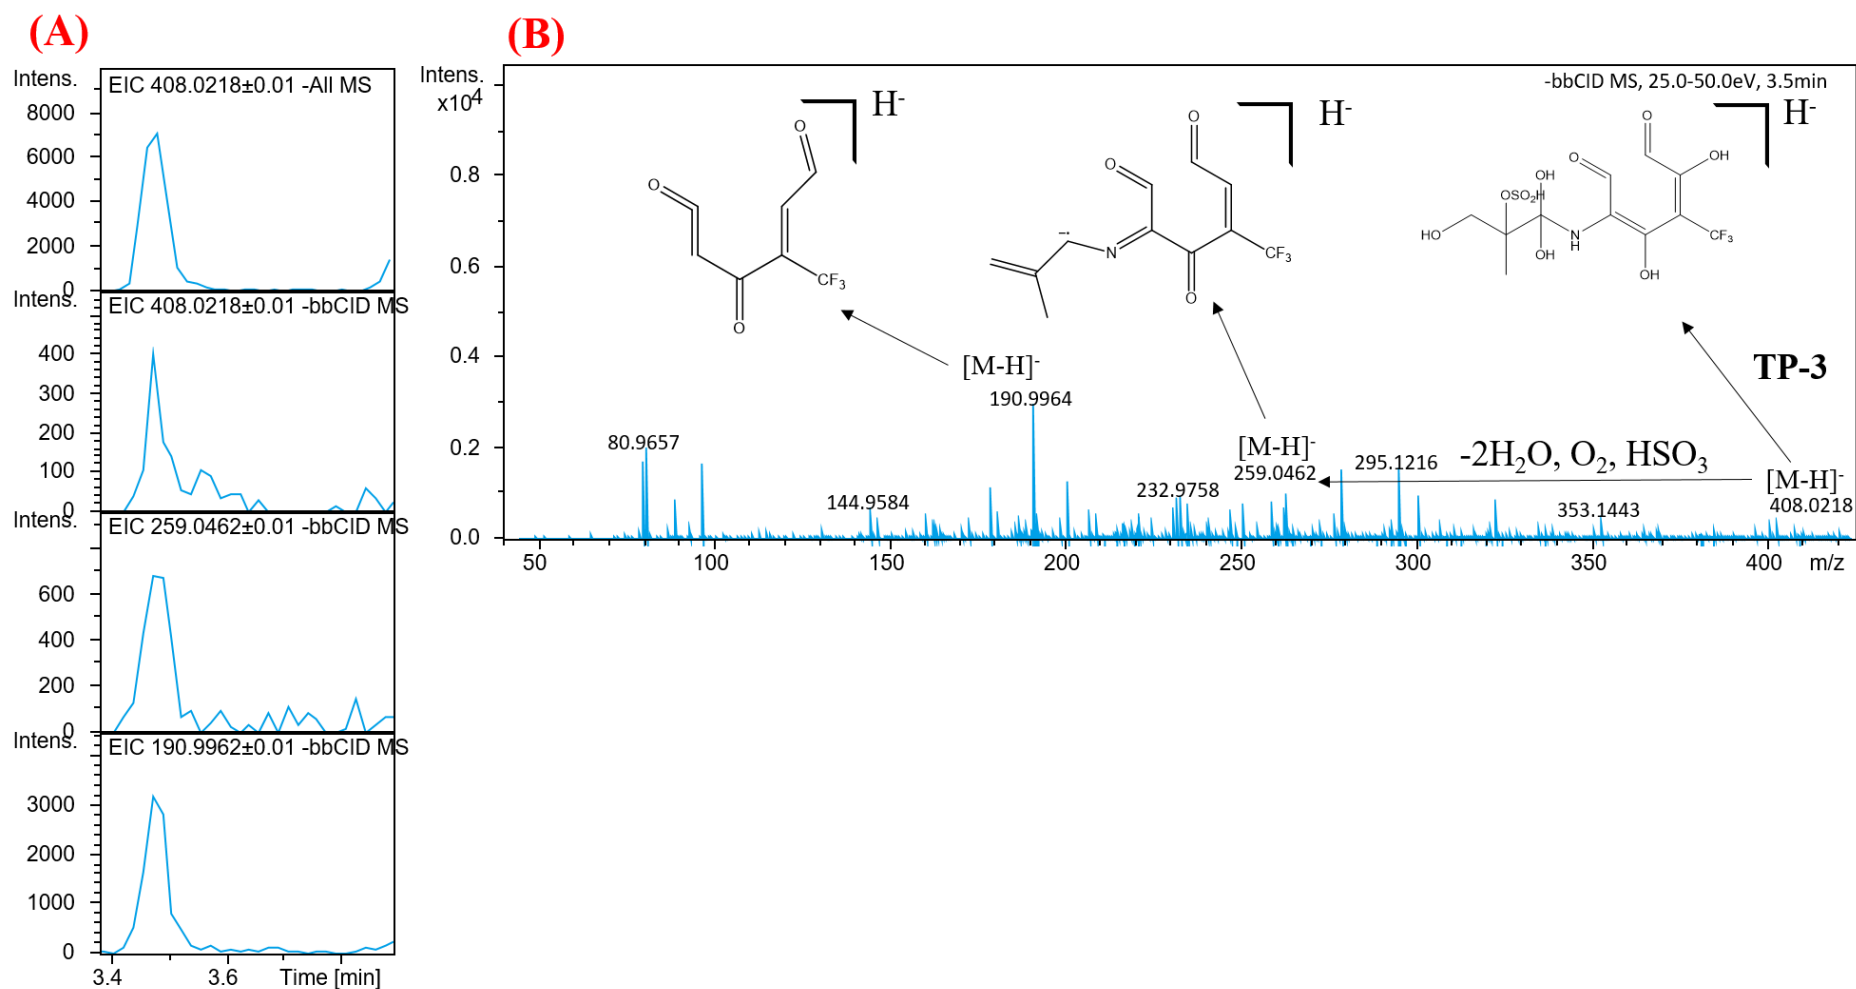 (A)
Intens.
EIC 408.0218±0.01 -All MS
8000
6000
4000
2000
0
Intens.
EIC 408.0218±0.01 -bbCID MS
400
300
200
100
0
Intens.
EIC 259.0462±0.01 -bbCID MS
600
400
200
0
Intens.
EIC 190.9962±0.01 -bbCID MS
3000
2000
1000
0
3.4 3.6 Time [min]
(B)
Intens.
x10⁴
-bbCID MS, 25.0-50.0eV, 3.5min
0.8
0.6
0.4
0.2
0.0
H⁻
O
O
O
CF₃
H⁻
O
O
N
O
CF₃
H⁻
O
O
OH
OH
OSO₂H
HO
OH
N
H
OH
CF₃
[M-H]⁻
190.9964
TP-3
80.9657
144.9584
232.9758
[M-H]⁻
259.0462
295.1216
-2H₂O, O₂, HSO₃
353.1443
[M-H]⁻
408.0218
50 100 150 200 250 300 350 400 m/z